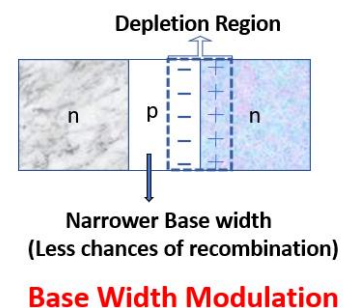 Depletion Region
n
p
− +
− +
− +
− +
− +
n
Narrower Base width
(Less chances of recombination)
Base Width Modulation